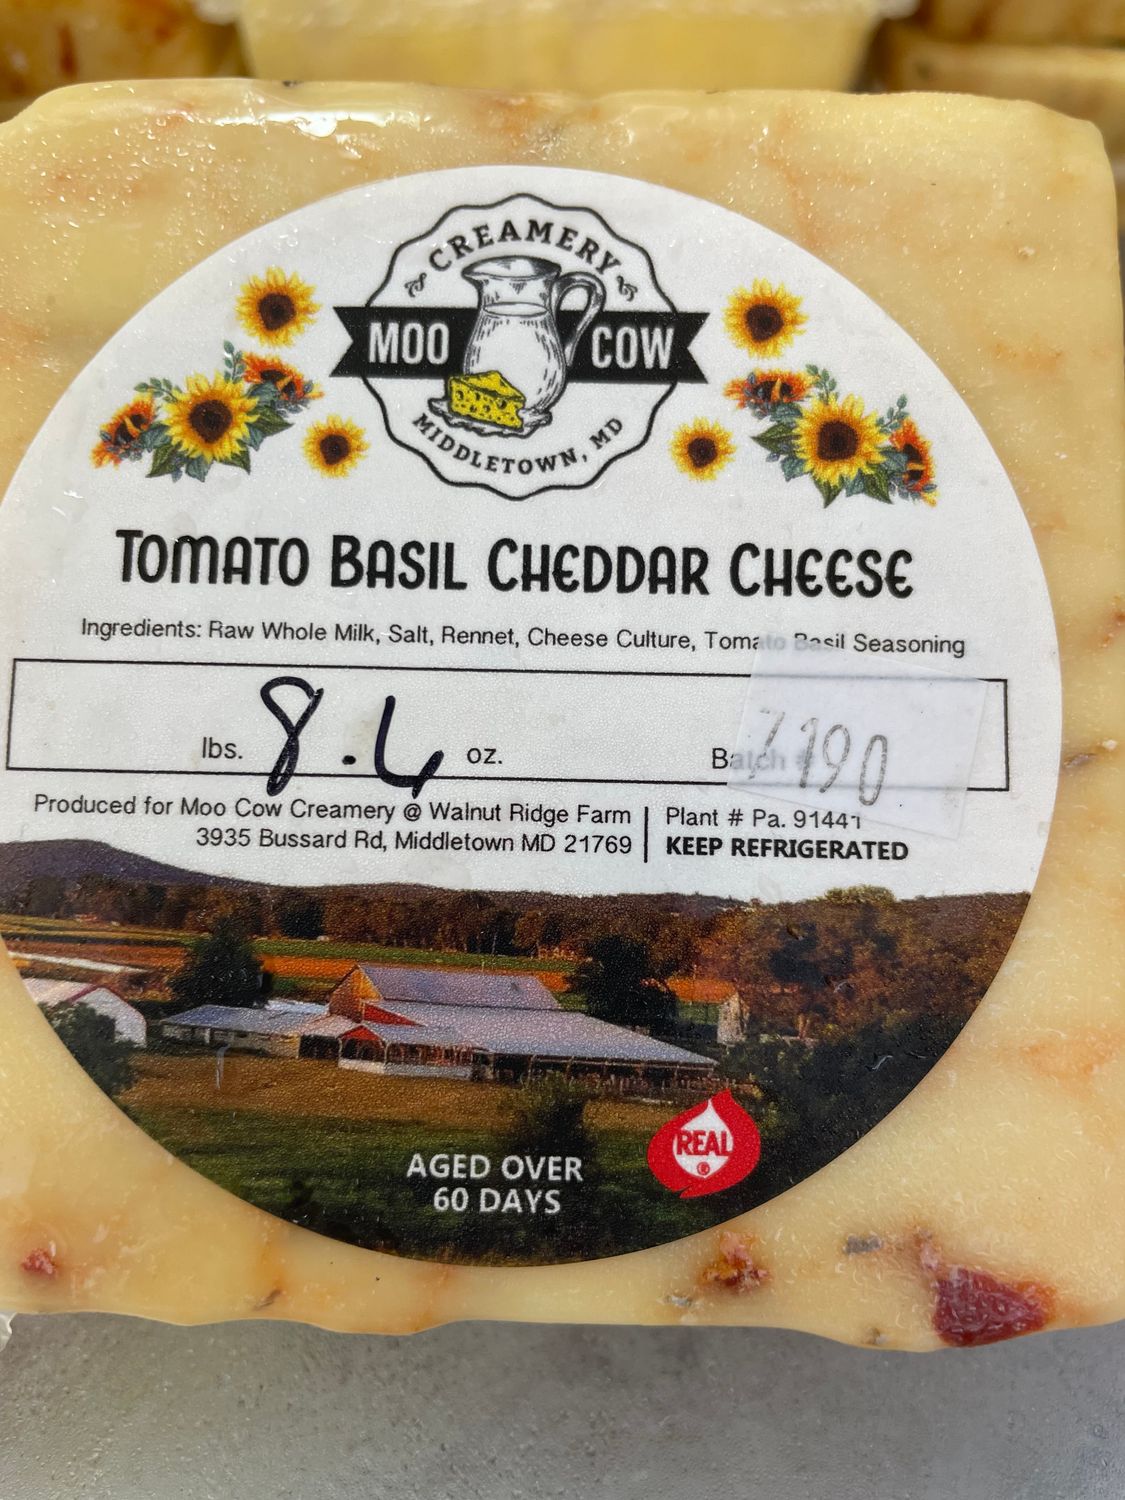 CREAMERY
MOO COW
MIDDLETOWN, MD
TOMATO BASIL CHEDDAR CHEESE
Ingredients: Raw Whole Milk, Salt, Rennet, Cheese Culture, Tomato Basil Seasoning
lbs. 8.6 oz. Batch # 7190
Produced for Moo Cow Creamery @ Walnut Ridge Farm
3935 Bussard Rd, Middletown MD 21769
Plant # Pa. 91441
KEEP REFRIGERATED
REAL ®
AGED OVER
60 DAYS